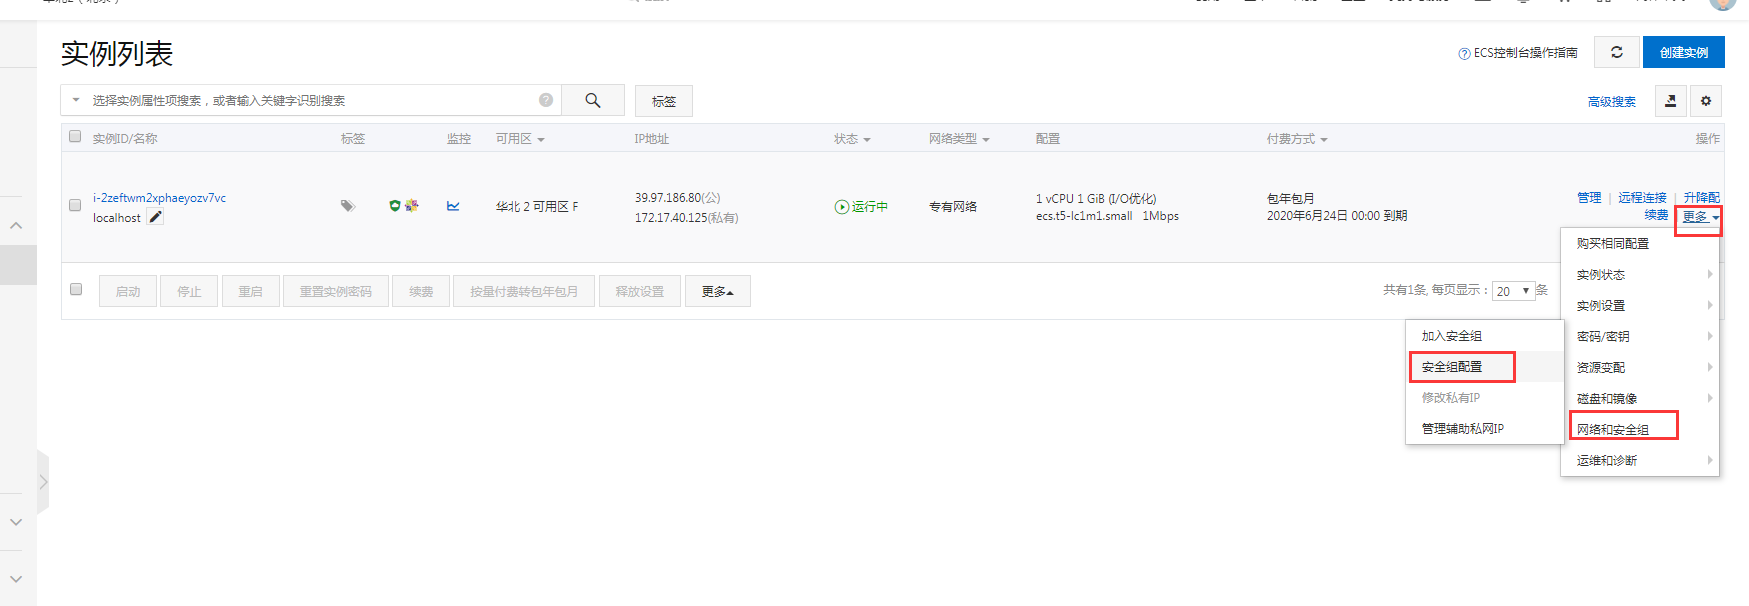 实例列表
ECS控制台操作指南
创建实例
选择实例属性项搜索，或者输入关键字识别搜索
标签
高级搜索
实例ID/名称 标签 监控 可用区 IP地址 状态 网络类型 配置 付费方式 操作
i-2zeftwm2xphaeyozv7vc
localhost
华北 2 可用区 F
39.97.186.80(公)
172.17.40.125(私有)
运行中
专有网络
1 vCPU 1 GiB (I/O优化)
ecs.t5-lc1m1.small 1Mbps
包年包月
2020年6月24日 00:00 到期
管理 | 远程连接 | 升降配
续费 更多
启动 停止 重启 重置实例密码 续费 按量付费转包年包月 释放设置 更多
共有1条, 每页显示：20 条
购买相同配置
实例状态
实例设置
密码/密钥
资源变配
磁盘和镜像
网络和安全组
运维和诊断
加入安全组
安全组配置
修改私有IP
管理辅助私网IP